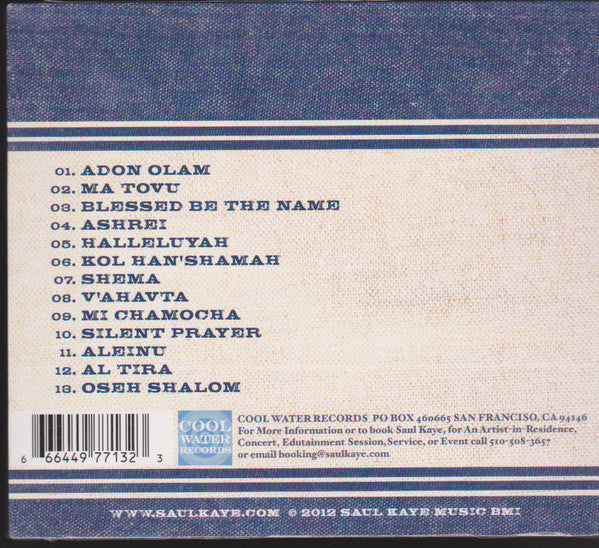 01. ADON OLAM
02. MA TOVU
03. BLESSED BE THE NAME
04. ASHREI
05. HALLELUYAH
06. KOL HAN'SHAMAH
07. SHEMA
08. V'AHAVTA
09. MI CHAMOCHA
10. SILENT PRAYER
11. ALEINU
12. AL TIRA
13. OSEH SHALOM
6 66449 77132 3
COOL
WATER
RECORDS
COOL WATER RECORDS PO BOX 460665 SAN FRANCISO, CA 94146
For More Information or to book Saul Kaye, for An Artist-in-Residence,
Concert, Edutainment Session, Service, or Event call 510-508-3657
or email booking@saulkaye.com
WWW.SAULKAYE.COM © 2012 SAUL KAYE MUSIC BMI